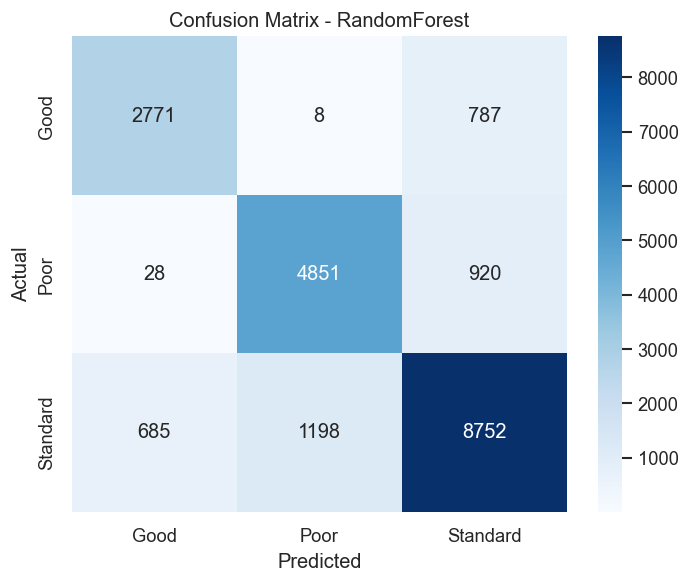 Confusion Matrix - RandomForest
Actual
Good
2771 8 787
Poor
28 4851 920
Standard
685 1198 8752
Good Poor Standard
Predicted
8000
7000
6000
5000
4000
3000
2000
1000